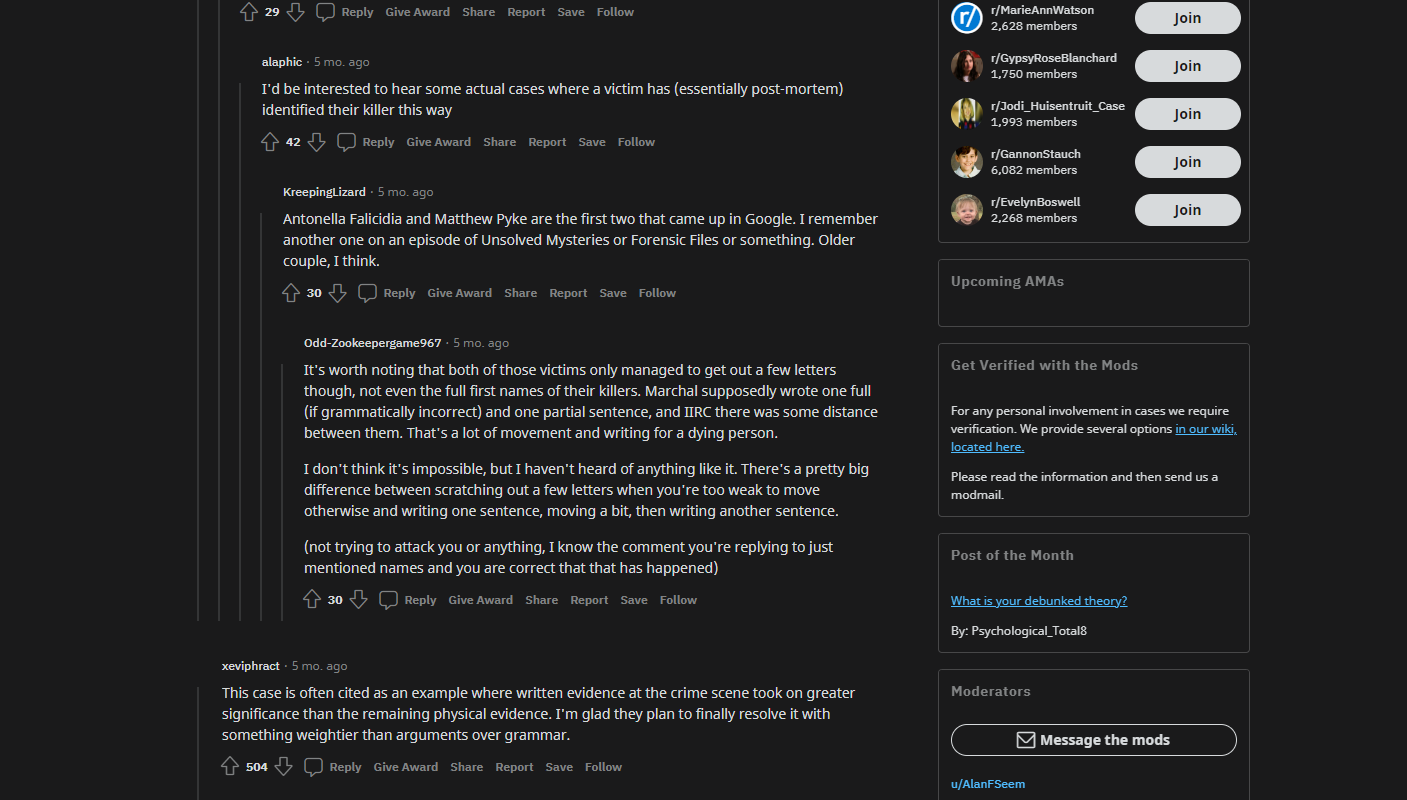 29 Reply Give Award Share Report Save Follow
alaphic · 5 mo. ago
I'd be interested to hear some actual cases where a victim has (essentially post-mortem)
identified their killer this way
42 Reply Give Award Share Report Save Follow
KreepingLizard · 5 mo. ago
Antonella Falicidia and Matthew Pyke are the first two that came up in Google. I remember
another one on an episode of Unsolved Mysteries or Forensic Files or something. Older
couple, I think.
30 Reply Give Award Share Report Save Follow
Odd-Zookeepergame967 · 5 mo. ago
It's worth noting that both of those victims only managed to get out a few letters
though, not even the full first names of their killers. Marchal supposedly wrote one full
(if grammatically incorrect) and one partial sentence, and IIRC there was some distance
between them. That's a lot of movement and writing for a dying person.
I don't think it's impossible, but I haven't heard of anything like it. There's a pretty big
difference between scratching out a few letters when you're too weak to move
otherwise and writing one sentence, moving a bit, then writing another sentence.
(not trying to attack you or anything, I know the comment you're replying to just
mentioned names and you are correct that that has happened)
30 Reply Give Award Share Report Save Follow
xeviphract · 5 mo. ago
This case is often cited as an example where written evidence at the crime scene took on greater
significance than the remaining physical evidence. I'm glad they plan to finally resolve it with
something weightier than arguments over grammar.
504 Reply Give Award Share Report Save Follow
r/ r/MarieAnnWatson
2,628 members
Join
r/GypsyRoseBlanchard
1,750 members
Join
r/Jodi_Huisentruit_Case
1,993 members
Join
r/GannonStauch
6,082 members
Join
r/EvelynBoswell
2,268 members
Join
Upcoming AMAs
Get Verified with the Mods
For any personal involvement in cases we require
verification. We provide several options in our wiki,
located here.
Please read the information and then send us a
modmail.
Post of the Month
What is your debunked theory?
By: Psychological_Total8
Moderators
Message the mods
u/AlanFSeem